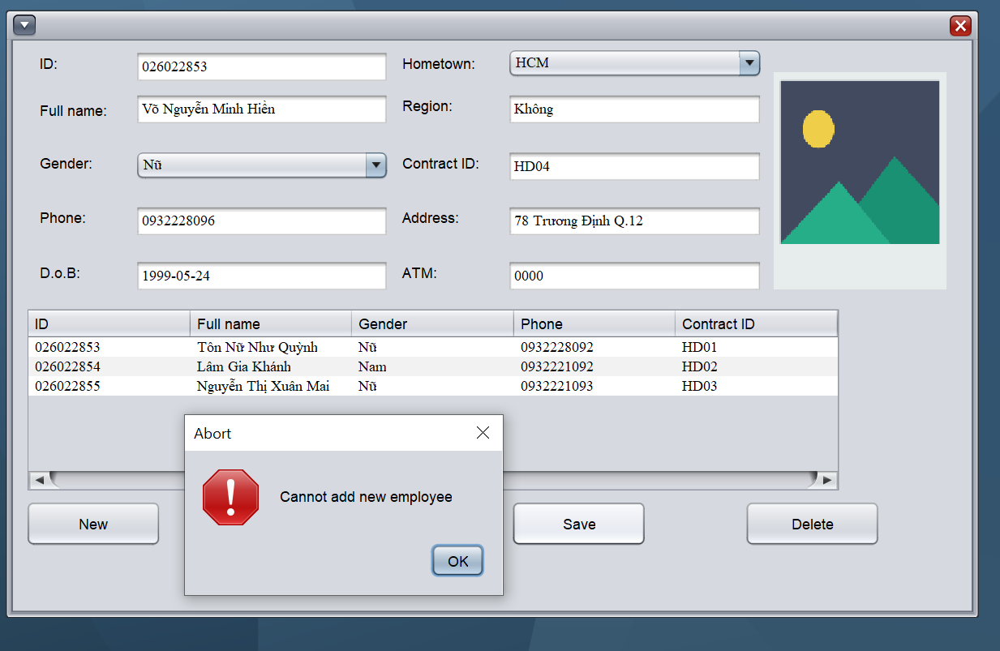 ID: 026022853 Hometown: HCM
Full name: Võ Nguyễn Minh Hiền Region: Không
Gender: Nữ Contract ID: HD04
Phone: 0932228096 Address: 78 Trương Định Q.12
D.o.B: 1999-05-24 ATM: 0000
ID Full name Gender Phone Contract ID
026022853 Tôn Nữ Như Quỳnh Nữ 0932228092 HD01
026022854 Lâm Gia Khánh Nam 0932221092 HD02
026022855 Nguyễn Thị Xuân Mai Nữ 0932221093 HD03
Abort
Cannot add new employee
OK
New Save Delete